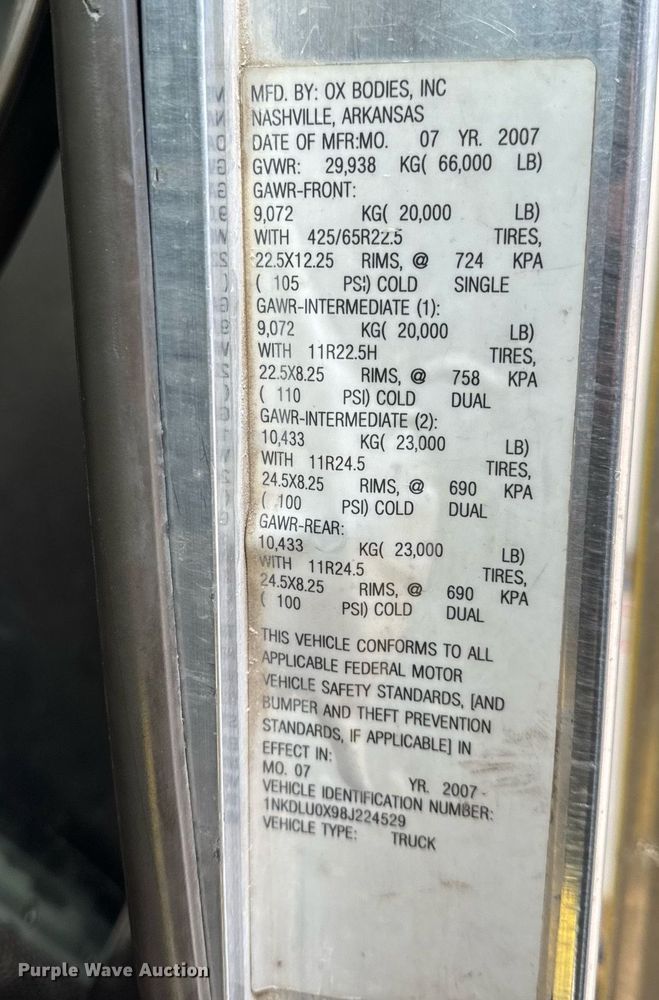 MFD. BY: OX BODIES, INC
NASHVILLE, ARKANSAS
DATE OF MFR:MO. 07 YR. 2007
GVWR: 29,938 KG( 66,000 LB)
GAWR-FRONT:
9,072 KG( 20,000 LB)
WITH 425/65R22.5 TIRES,
22.5X12.25 RIMS, @ 724 KPA
( 105 PSI) COLD SINGLE
GAWR-INTERMEDIATE (1):
9,072 KG( 20,000 LB)
WITH 11R22.5H TIRES,
22.5X8.25 RIMS, @ 758 KPA
( 110 PSI) COLD DUAL
GAWR-INTERMEDIATE (2):
10,433 KG( 23,000 LB)
WITH 11R24.5 TIRES,
24.5X8.25 RIMS, @ 690 KPA
( 100 PSI) COLD DUAL
GAWR-REAR:
10,433 KG( 23,000 LB)
WITH 11R24.5 TIRES,
24.5X8.25 RIMS, @ 690 KPA
( 100 PSI) COLD DUAL
THIS VEHICLE CONFORMS TO ALL
APPLICABLE FEDERAL MOTOR
VEHICLE SAFETY STANDARDS, [AND
BUMPER AND THEFT PREVENTION
STANDARDS, IF APPLICABLE] IN
EFFECT IN:
MO. 07 YR. 2007
VEHICLE IDENTIFICATION NUMBER:
1NKDLU0X98J224529
VEHICLE TYPE: TRUCK
Purple Wave Auction